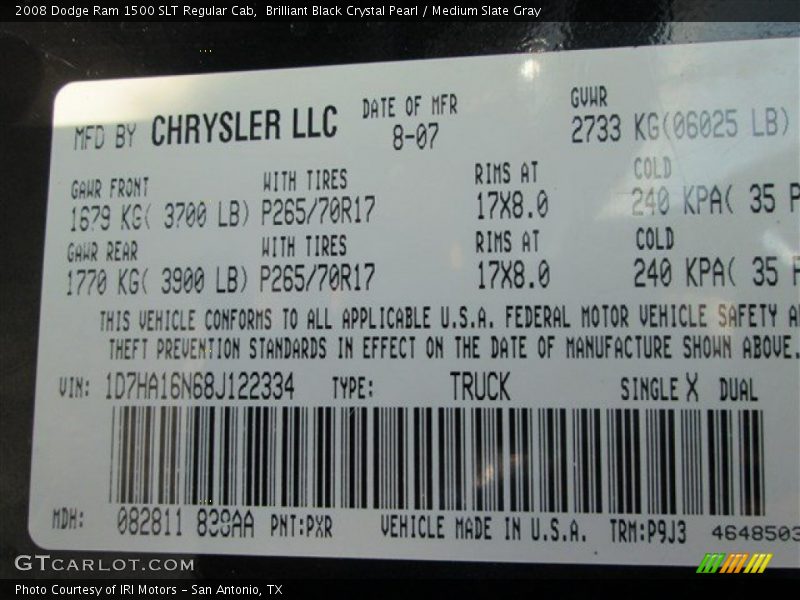 2008 Dodge Ram 1500 SLT Regular Cab,  Brilliant Black Crystal Pearl / Medium Slate Gray
MFD BY CHRYSLER LLC DATE OF MFR GVWR
8-07 2733 KG(06025 LB)
GAWR FRONT WITH TIRES RIMS AT COLD
1679 KG( 3700 LB) P265/70R17 17X8.0 240 KPA( 35 P
GAWR REAR WITH TIRES RIMS AT COLD
1770 KG( 3900 LB) P265/70R17 17X8.0 240 KPA( 35 P
THIS VEHICLE CONFORMS TO ALL APPLICABLE U.S.A. FEDERAL MOTOR VEHICLE SAFETY A
THEFT PREVENTION STANDARDS IN EFFECT ON THE DATE OF MANUFACTURE SHOWN ABOVE.
VIN: 1D7HA16N68J122334 TYPE: TRUCK SINGLE X DUAL
MDH: 082811 PNT:PXR VEHICLE MADE IN U.S.A. TRM:P9J3 4648503
GTCARLOT.COM
Photo Courtesy of IRI Motors – San Antonio, TX